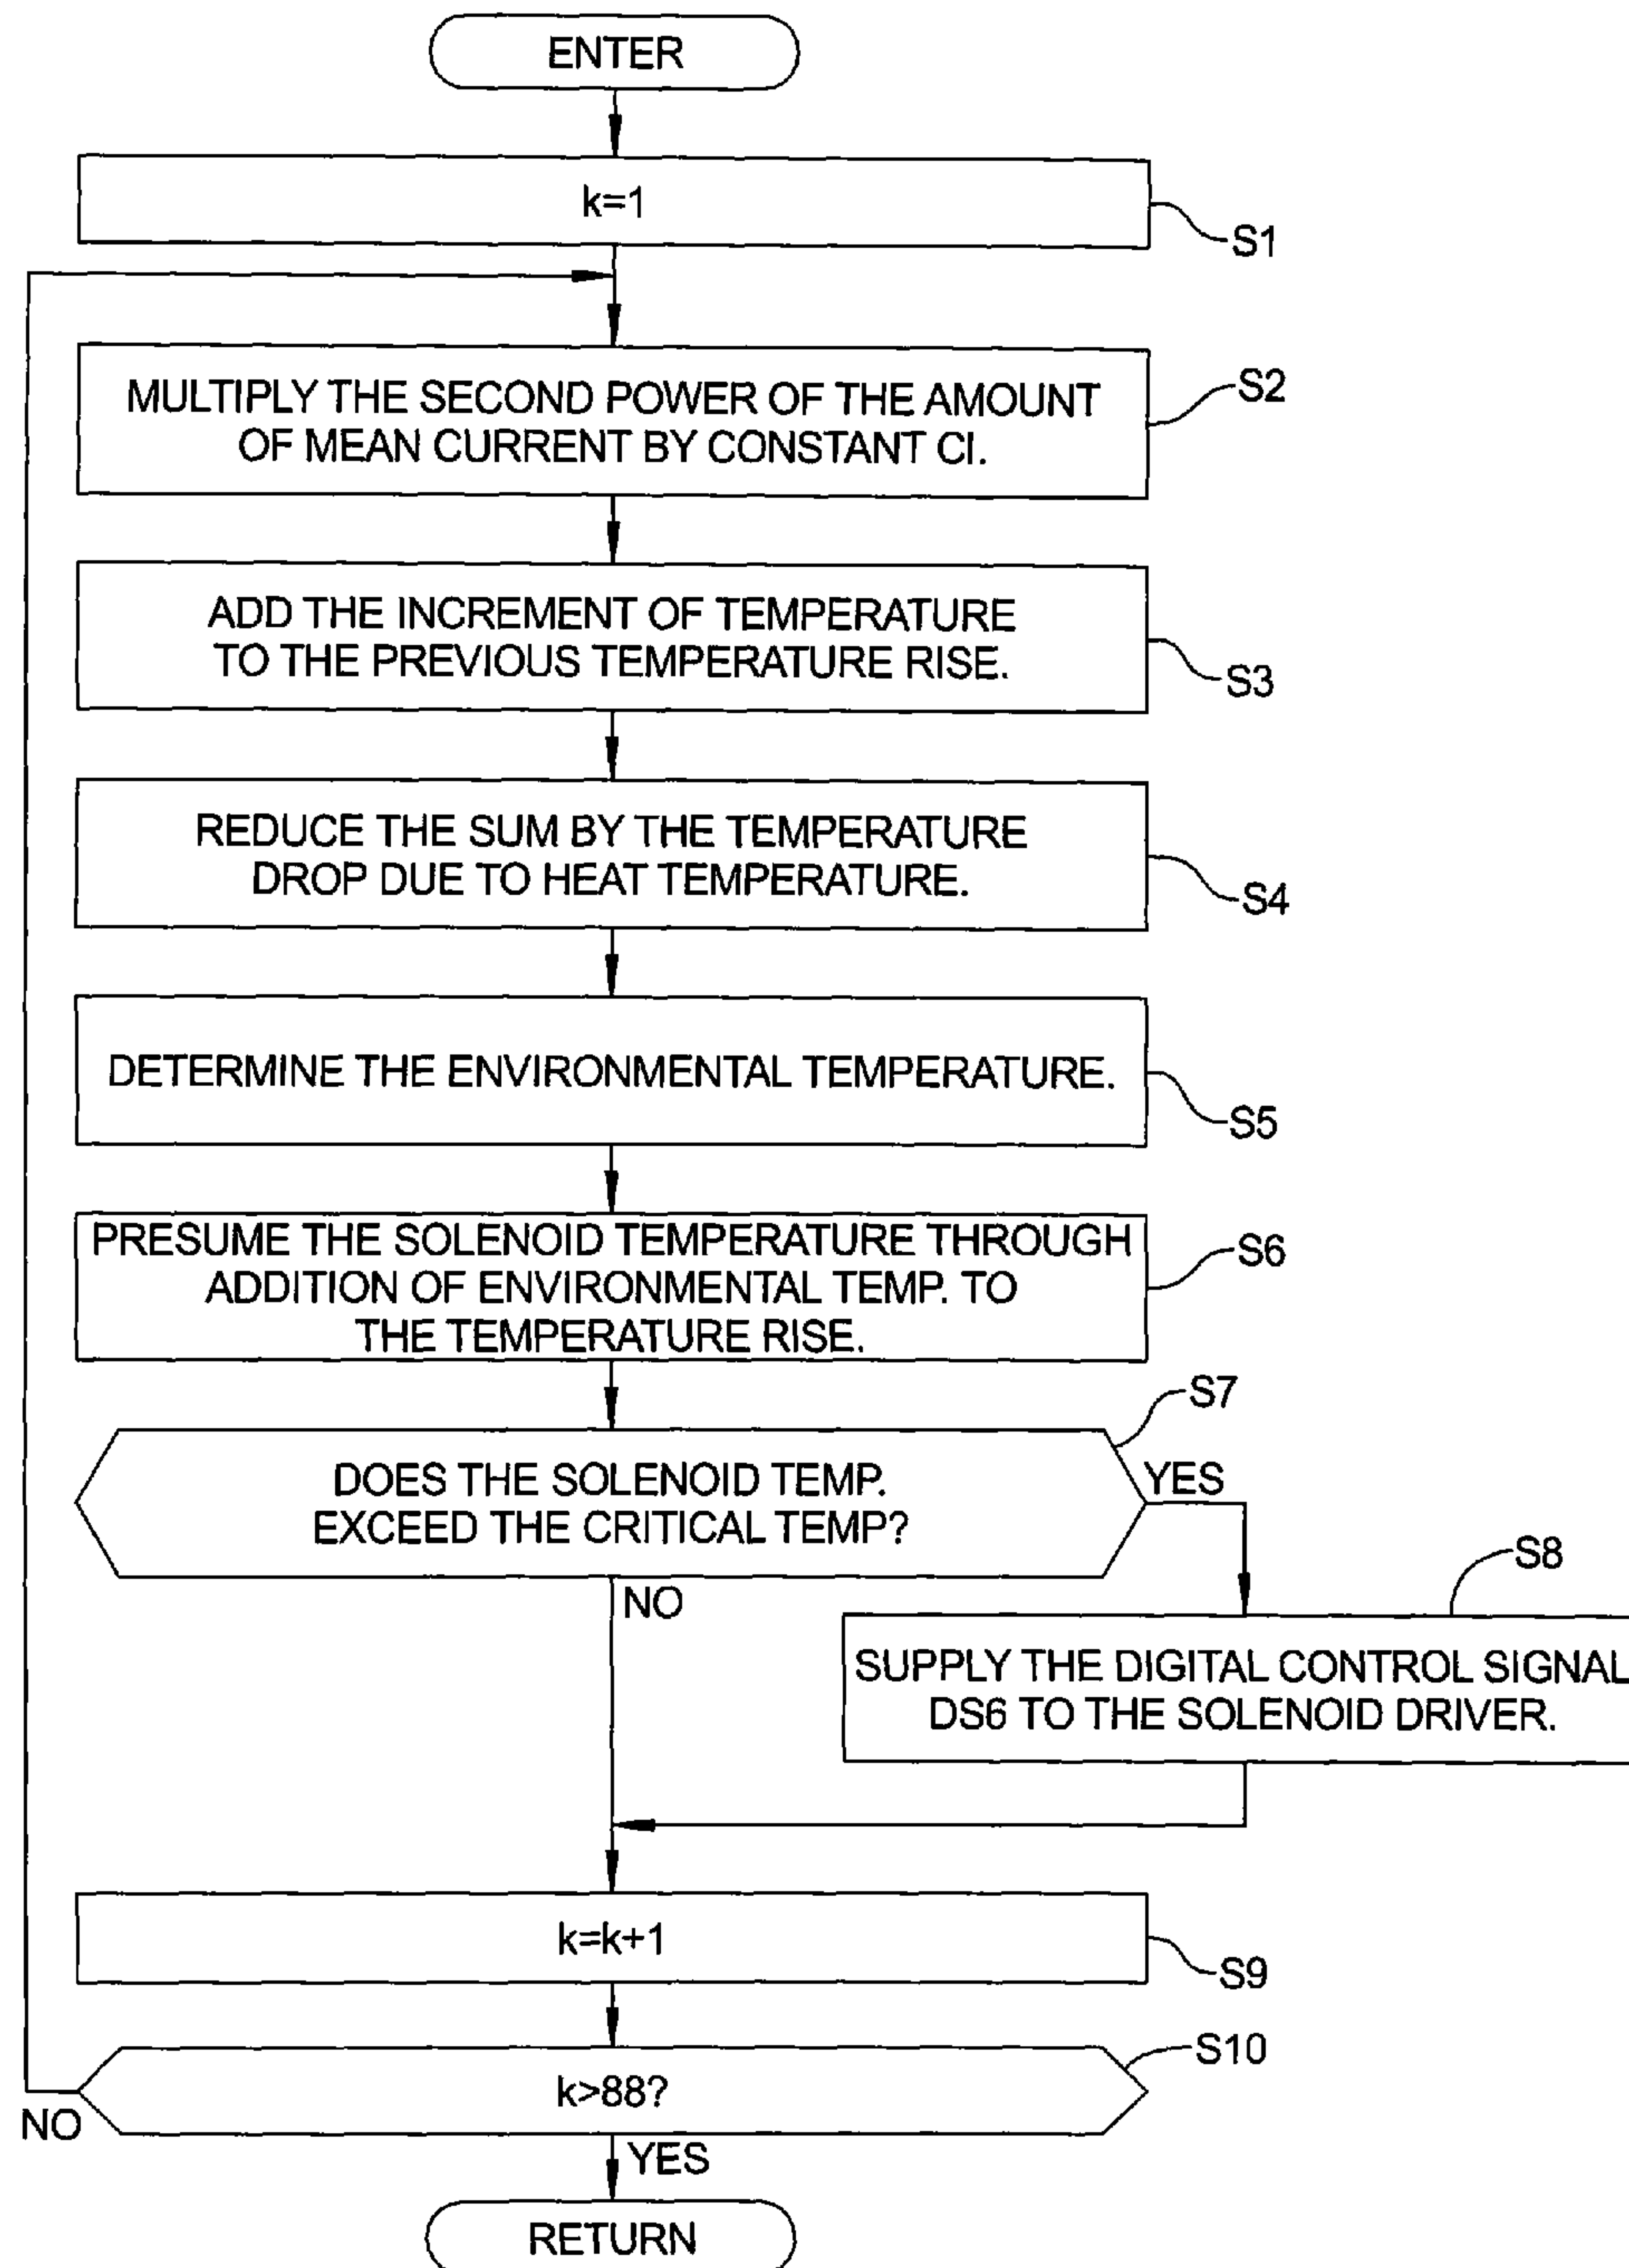 ENTER
k=1
S1
MULTIPLY THE SECOND POWER OF THE AMOUNT
OF MEAN CURRENT BY CONSTANT CI.
S2
ADD THE INCREMENT OF TEMPERATURE
TO THE PREVIOUS TEMPERATURE RISE.
S3
REDUCE THE SUM BY THE TEMPERATURE
DROP DUE TO HEAT TEMPERATURE.
S4
DETERMINE THE ENVIRONMENTAL TEMPERATURE.
S5
PRESUME THE SOLENOID TEMPERATURE THROUGH
ADDITION OF ENVIRONMENTAL TEMP. TO
THE TEMPERATURE RISE.
S6
S7
DOES THE SOLENOID TEMP.
EXCEED THE CRITICAL TEMP?
YES
NO
S8
SUPPLY THE DIGITAL CONTROL SIGNAL
DS6 TO THE SOLENOID DRIVER.
k=k+1
S9
S10
k>88?
NO
YES
RETURN